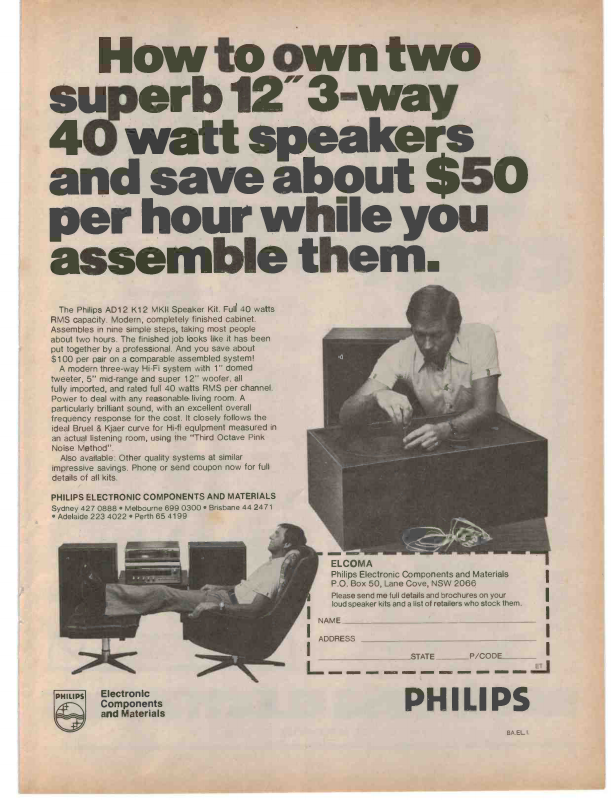 How to own two
superb 12" 3-way
40 watt speakers
and save about $50
per hour while you
assemble them.
The Philips AD12 K12 MKII Speaker Kit. Full 40 watts
RMS capacity. Modern, completely finished cabinet.
Assembles in nine simple steps, taking most people
about two hours. The finished job looks like it has been
put together by a professional. And you save about
$100 per pair on a comparable assembled system!
A modern three-way Hi-Fi system with 1" domed
tweeter, 5" mid-range and super 12" woofer, all
fully imported, and rated full 40 watts RMS per channel.
Power to deal with any reasonable living room. A
particularly brilliant sound, with an excellent overall
frequency response for the cost. It closely follows the
ideal Bruel & Kjaer curve for Hi-fi equipment measured in
an actual listening room, using the "Third Octave Pink
Noise Method".
Also available: Other quality systems at similar
impressive savings. Phone or send coupon now for full
details of all kits.
PHILIPS ELECTRONIC COMPONENTS AND MATERIALS
Sydney 427 0888 • Melbourne 699 0300 • Brisbane 44 2471
• Adelaide 223 4022 • Perth 65 4199
ELCOMA
Philips Electronic Components and Materials
P.O. Box 50, Lane Cove, NSW 2066
Please send me full details and brochures on your
loud speaker kits and a list of retailers who stock them.
NAME
ADDRESS
STATE P/CODE
ET
PHILIPS
Electronic
Components
and Materials
PHILIPS
BA.EL.1.